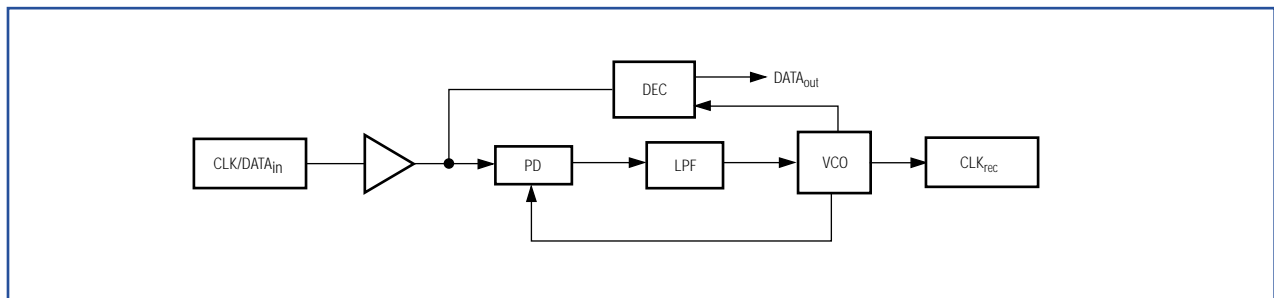 DEC
DATAout
CLK/DATAin
PD
LPF
VCO
CLKrec